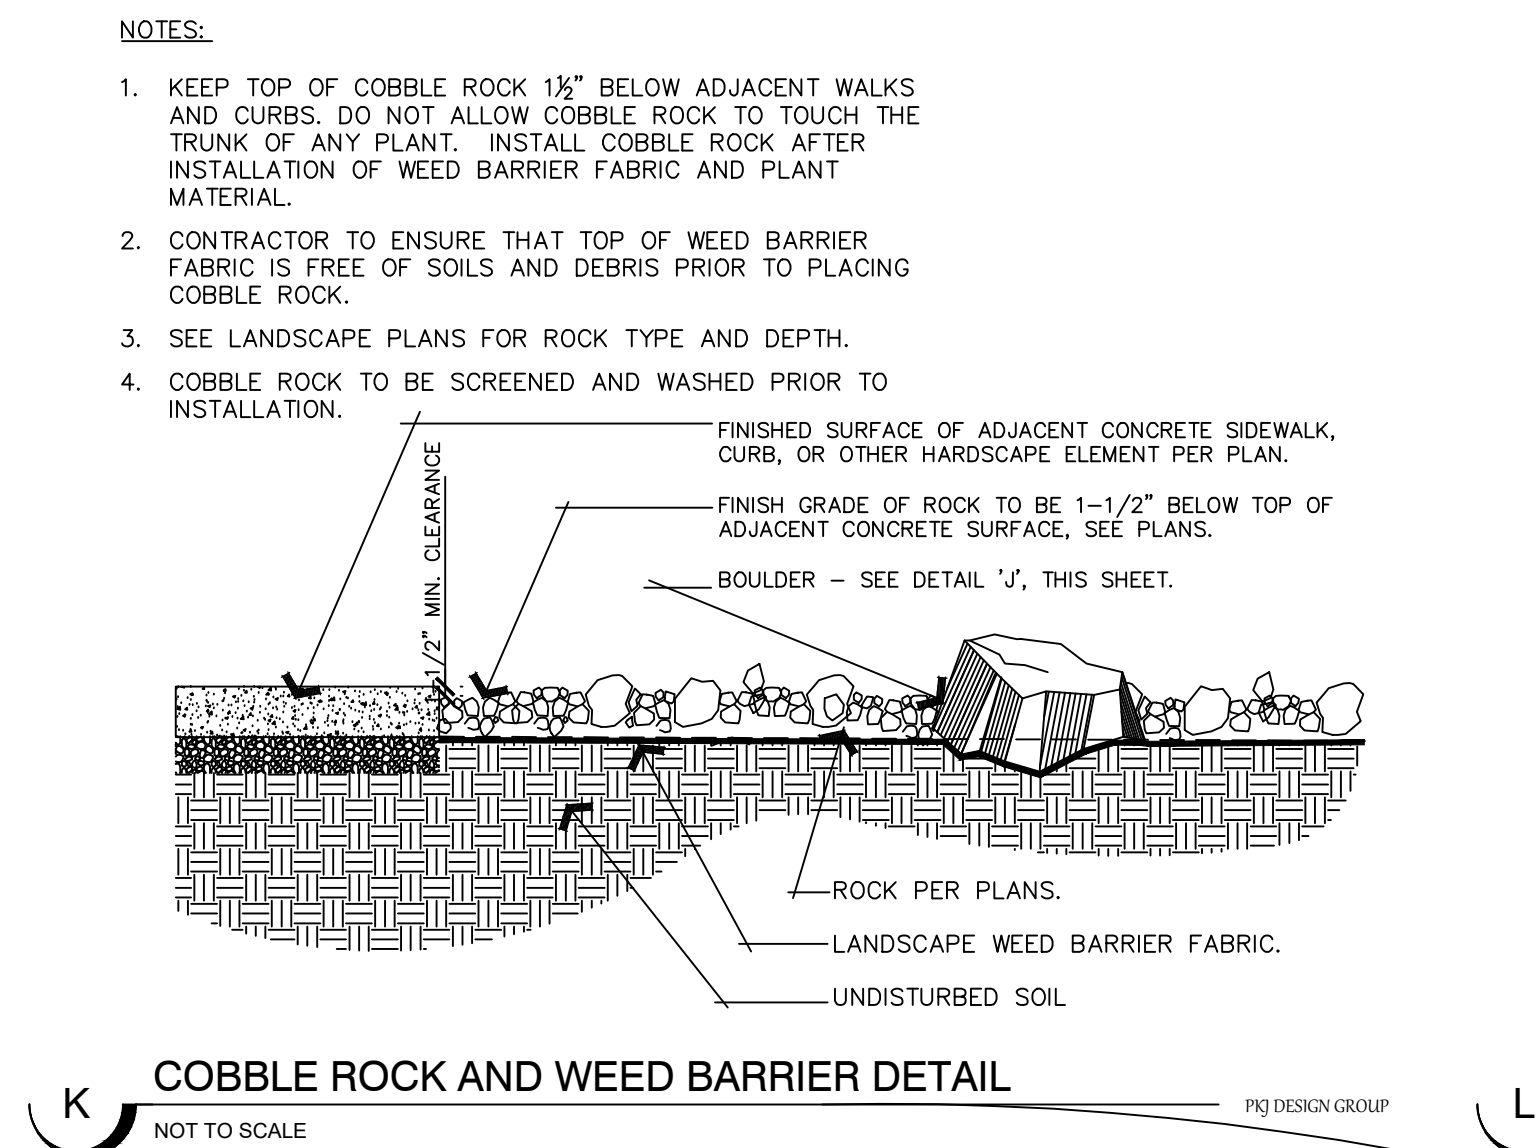 NOTES:
1. KEEP TOP OF COBBLE ROCK 1½” BELOW ADJACENT WALKS
AND CURBS. DO NOT ALLOW COBBLE ROCK TO TOUCH THE
TRUNK OF ANY PLANT. INSTALL COBBLE ROCK AFTER
INSTALLATION OF WEED BARRIER FABRIC AND PLANT
MATERIAL.
2. CONTRACTOR TO ENSURE THAT TOP OF WEED BARRIER
FABRIC IS FREE OF SOILS AND DEBRIS PRIOR TO PLACING
COBBLE ROCK.
3. SEE LANDSCAPE PLANS FOR ROCK TYPE AND DEPTH.
4. COBBLE ROCK TO BE SCREENED AND WASHED PRIOR TO
INSTALLATION.
FINISHED SURFACE OF ADJACENT CONCRETE SIDEWALK,
CURB, OR OTHER HARDSCAPE ELEMENT PER PLAN.
1-1/2” MIN. CLEARANCE
FINISH GRADE OF ROCK TO BE 1–1/2” BELOW TOP OF
ADJACENT CONCRETE SURFACE, SEE PLANS.
BOULDER – SEE DETAIL ’J’, THIS SHEET.
ROCK PER PLANS.
LANDSCAPE WEED BARRIER FABRIC.
UNDISTURBED SOIL
K
COBBLE ROCK AND WEED BARRIER DETAIL
NOT TO SCALE
PKJ DESIGN GROUP
L